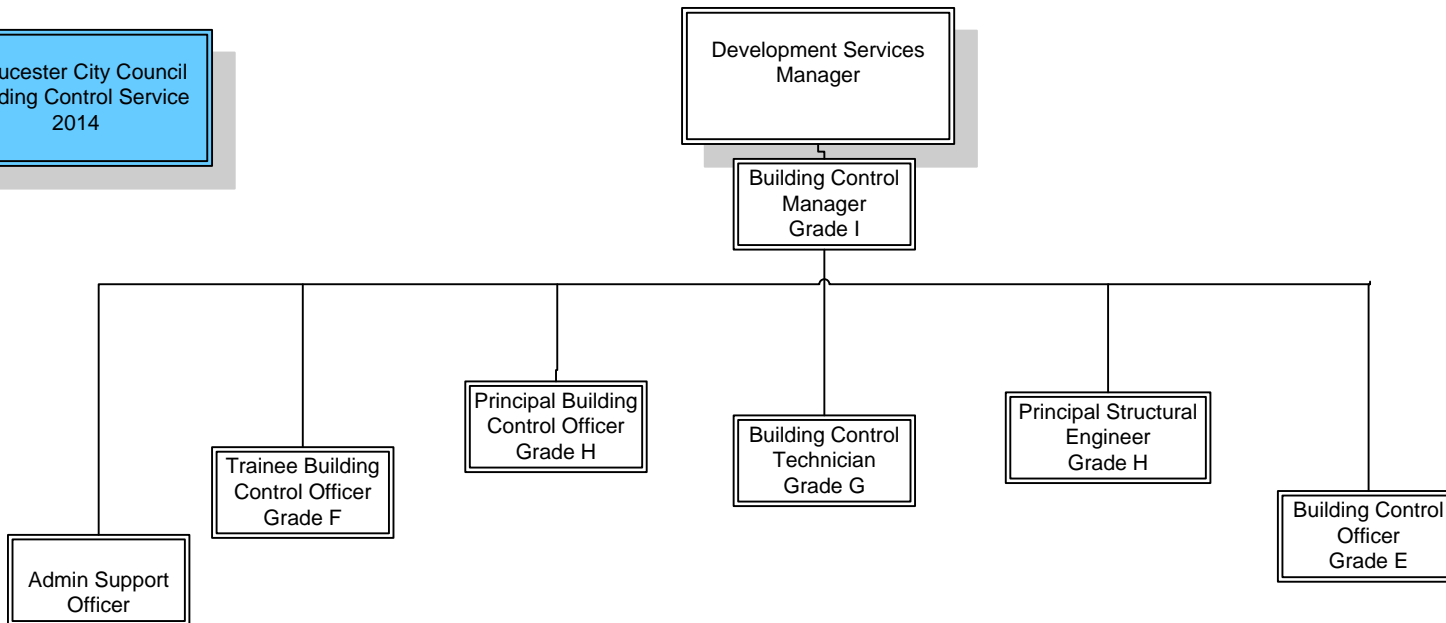 ucester City Council
ding Control Service
2014
Development Services
Manager
Building Control
Manager
Grade I
Principal Building
Control Officer
Grade H
Principal Structural
Engineer
Grade H
Building Control
Technician
Grade G
Trainee Building
Control Officer
Grade F
Building Control
Officer
Grade E
Admin Support
Officer